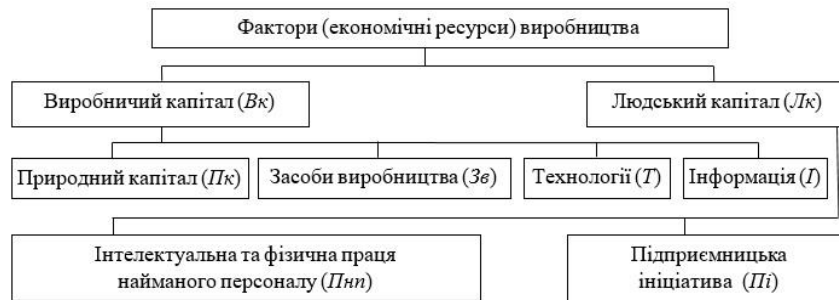 Фактори (економічні ресурси) виробництва
Виробничий капітал (Вк)
Людський капітал (Лк)
Природний капітал (Пк)
Засоби виробництва (Зв)
Технології (Т)
Інформація (І)
Інтелектуальна та фізична праця
найманого персоналу (Пнп)
Підприємницька
ініціатива (Пі)